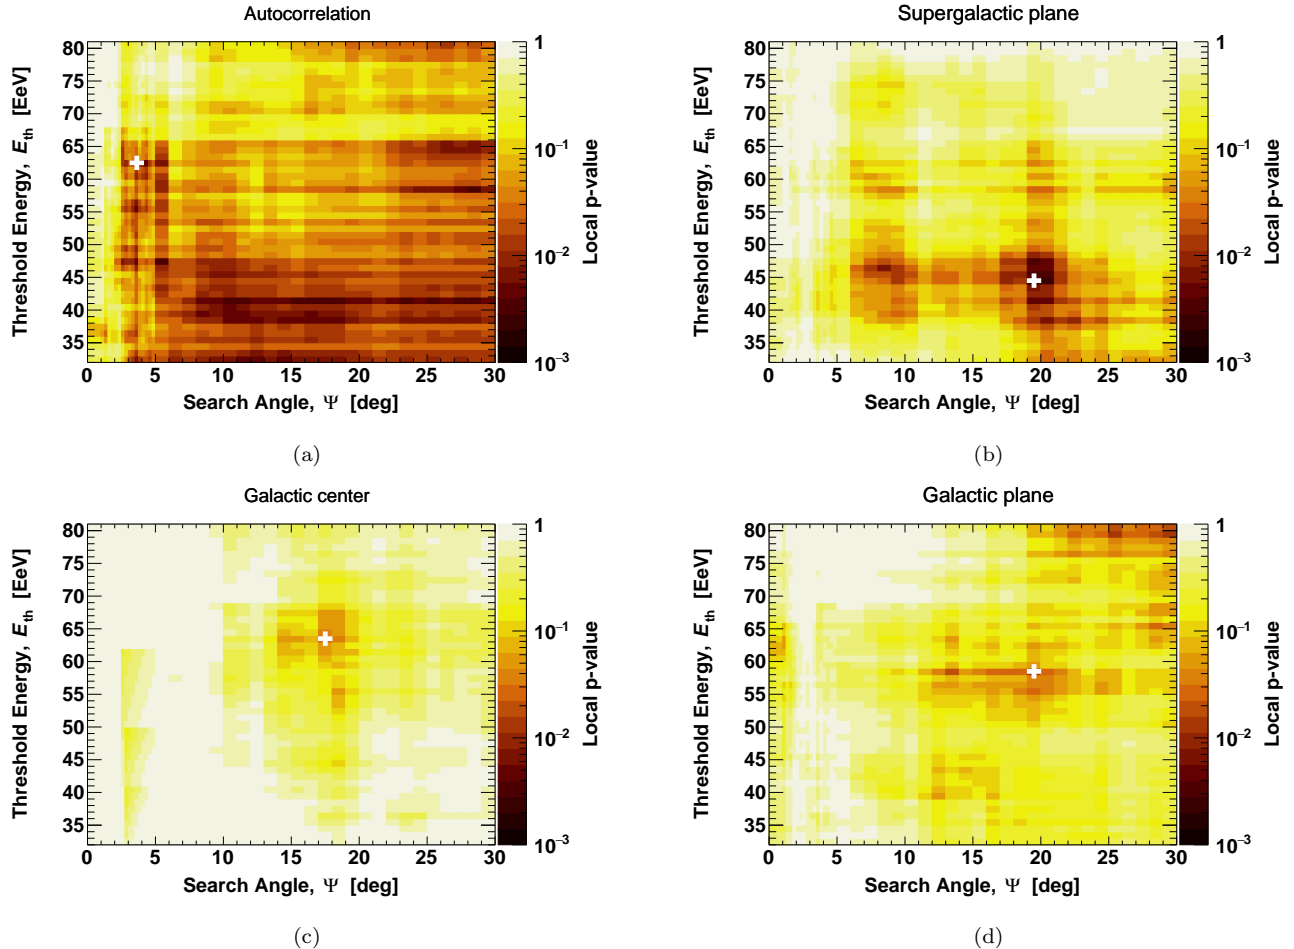 Autocorrelation
Threshold Energy, E_th [EeV]
80
75
70
65
60
55
50
45
40
35
0 5 10 15 20 25 30
Search Angle, Ψ [deg]
1
10⁻¹
10⁻²
10⁻³
Local p-value
(a)
Supergalactic plane
Threshold Energy, E_th [EeV]
80
75
70
65
60
55
50
45
40
35
0 5 10 15 20 25 30
Search Angle, Ψ [deg]
1
10⁻¹
10⁻²
10⁻³
Local p-value
(b)
Galactic center
Threshold Energy, E_th [EeV]
80
75
70
65
60
55
50
45
40
35
0 5 10 15 20 25 30
Search Angle, Ψ [deg]
1
10⁻¹
10⁻²
10⁻³
Local p-value
(c)
Galactic plane
Threshold Energy, E_th [EeV]
80
75
70
65
60
55
50
45
40
35
0 5 10 15 20 25 30
Search Angle, Ψ [deg]
1
10⁻¹
10⁻²
10⁻³
Local p-value
(d)